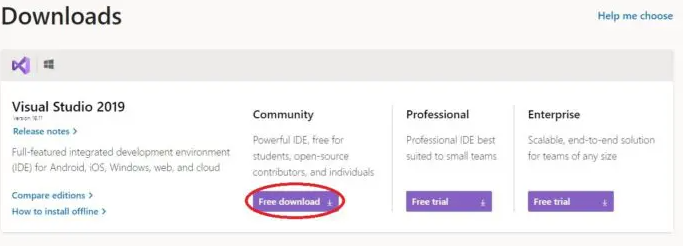 Downloads
Help me choose
Visual Studio 2019
Version 16.11
Release notes >
Full-featured integrated development environment
(IDE) for Android, iOS, Windows, web, and cloud
Compare editions >
How to install offline >
Community
Powerful IDE, free for
students, open-source
contributors, and individuals
Free download
Professional
Professional IDE best
suited to small teams
Free trial
Enterprise
Scalable, end-to-end solution
for teams of any size
Free trial